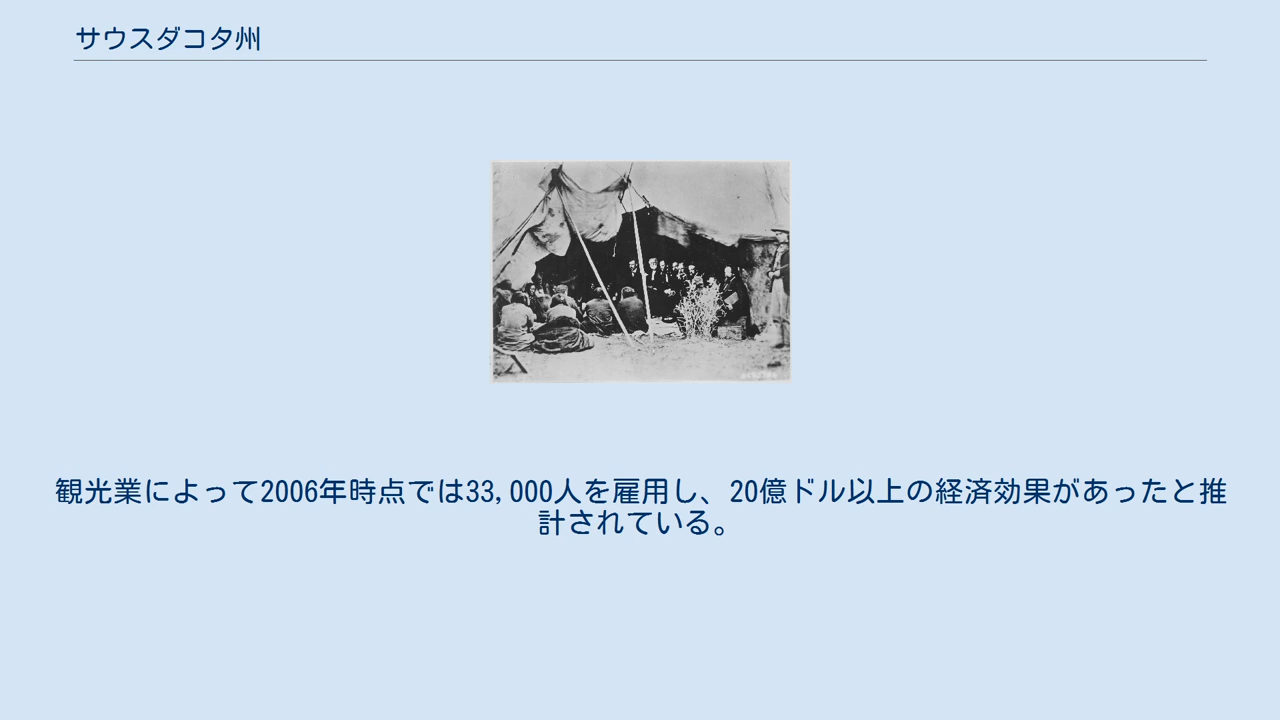 サウスダコタ州
観光業によって2006年時点では33,000人を雇用し、20億ドル以上の経済効果があったと推
計されている。